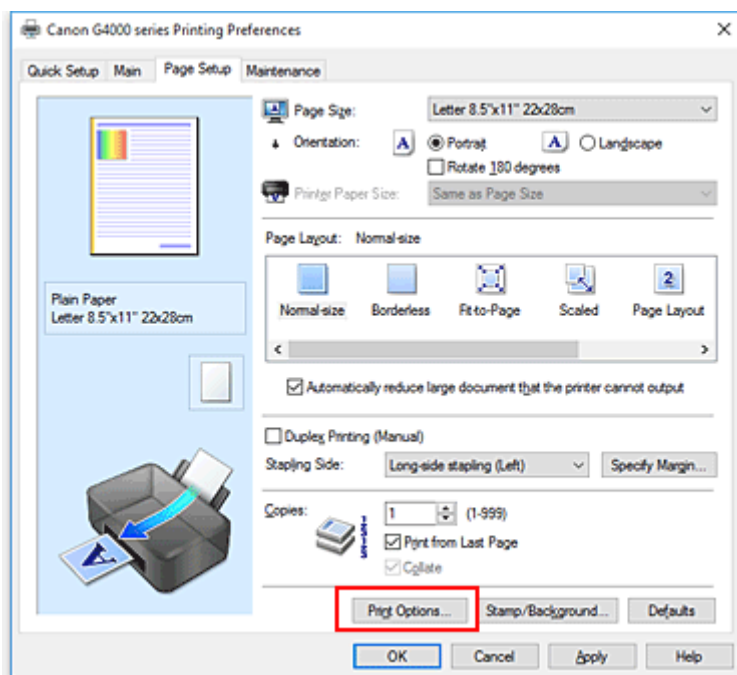 Canon G4000 series Printing Preferences
Quick Setup Main Page Setup Maintenance
Page Size: Letter 8.5"x11" 22x28cm
Orientation: A Portrait A Landscape
Rotate 180 degrees
Printer Paper Size: Same as Page Size
Page Layout: Normal-size
2
Normal-size Borderless Fit-to-Page Scaled Page Layout
Plain Paper
Letter 8.5"x11" 22x28cm
Automatically reduce large document that the printer cannot output
Duplex Printing (Manual)
Stapling Side: Long-side stapling (Left) Specify Margin...
Copies: 1 (1-999)
Print from Last Page
Collate
A
Print Options... Stamp/Background... Defaults
OK Cancel Apply Help